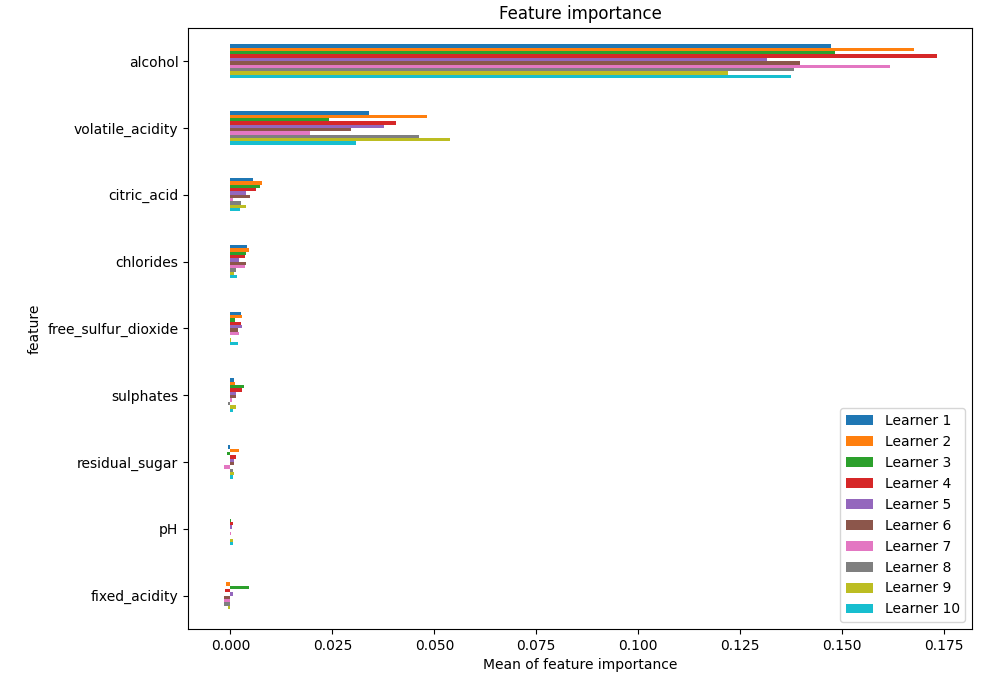 Feature importance
alcohol
volatile_acidity
citric_acid
chlorides
free_sulfur_dioxide
sulphates
residual_sugar
pH
fixed_acidity
feature
Learner 1
Learner 2
Learner 3
Learner 4
Learner 5
Learner 6
Learner 7
Learner 8
Learner 9
Learner 10
0.000 0.025 0.050 0.075 0.100 0.125 0.150 0.175
Mean of feature importance